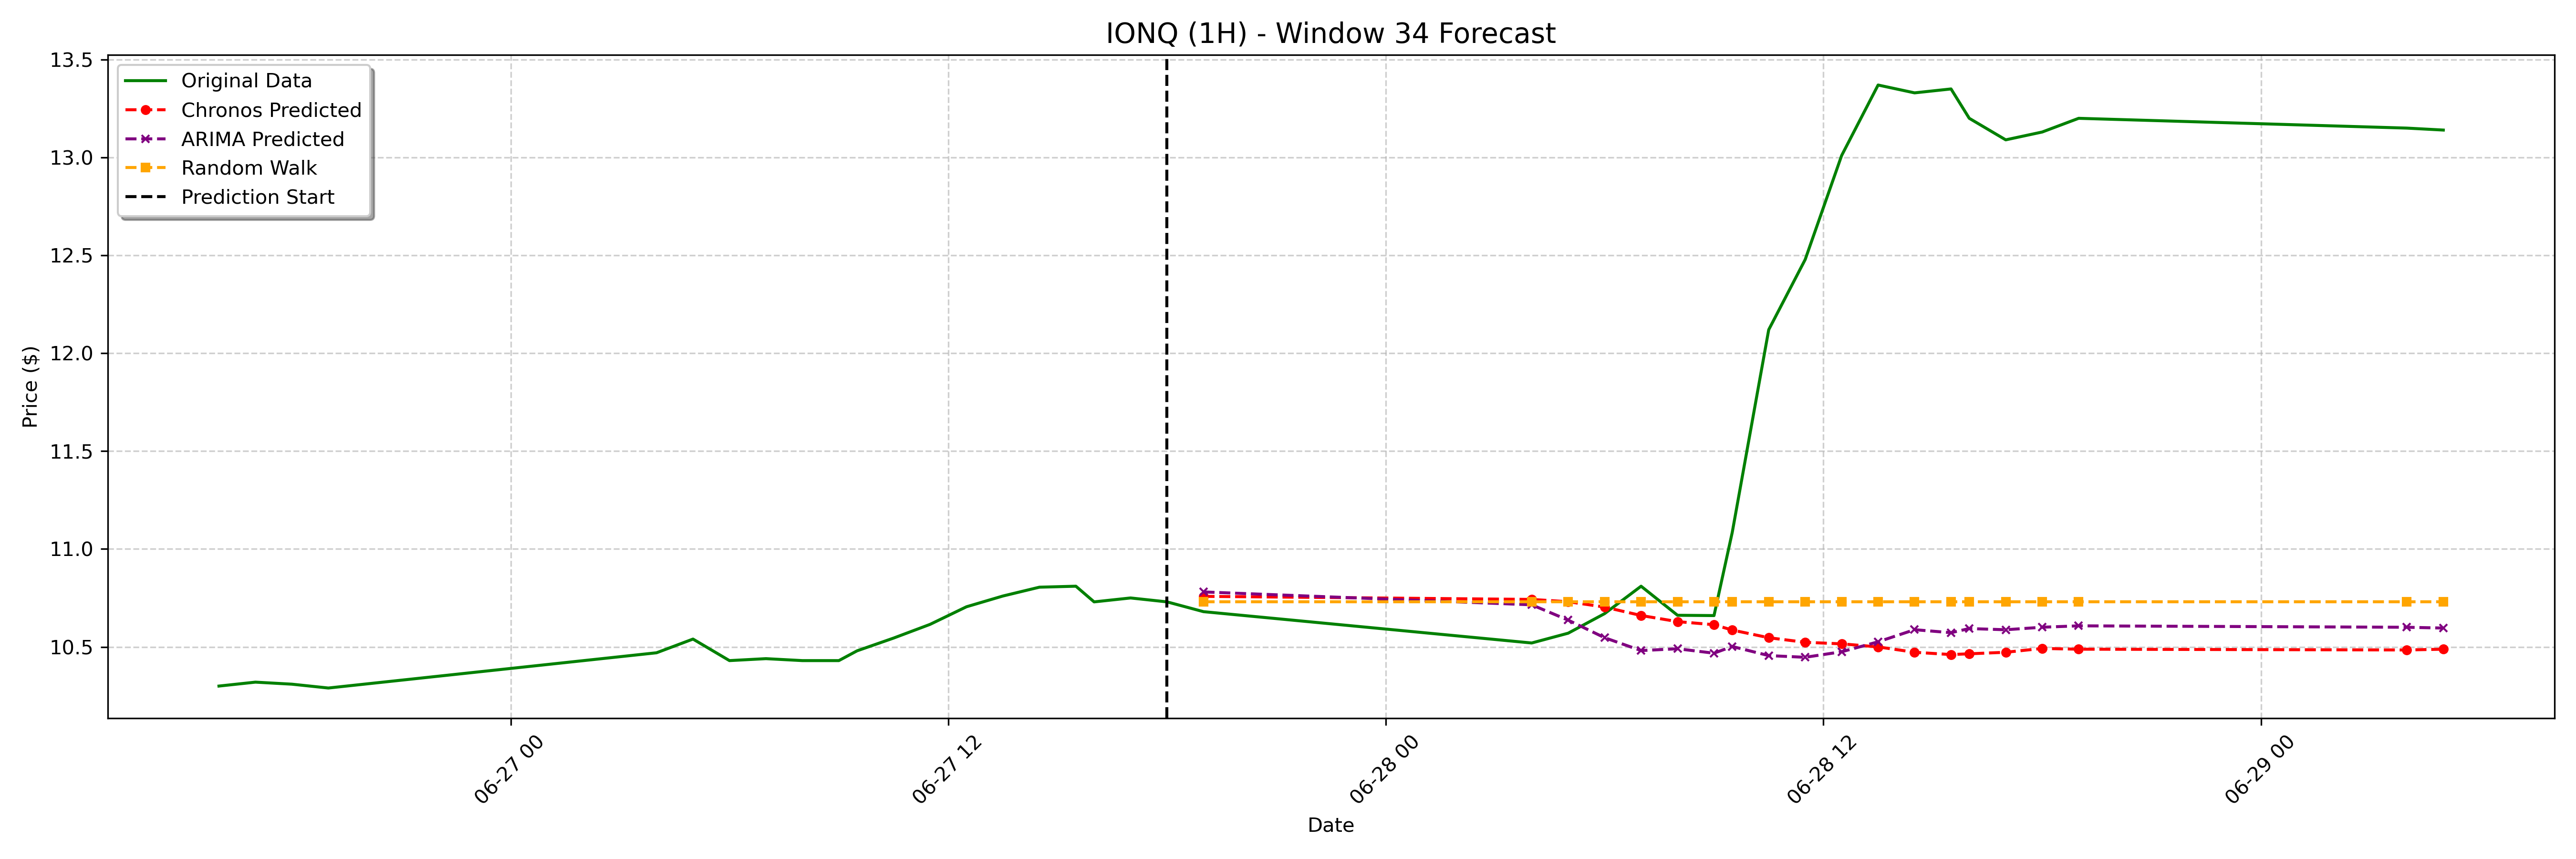 IONQ (1H) - Window 34 Forecast
Original Data
Chronos Predicted
ARIMA Predicted
Random Walk
Prediction Start
Price ($)
13.5
13.0
12.5
12.0
11.5
11.0
10.5
06-27 00
06-27 12
06-28 00
06-28 12
06-29 00
Date